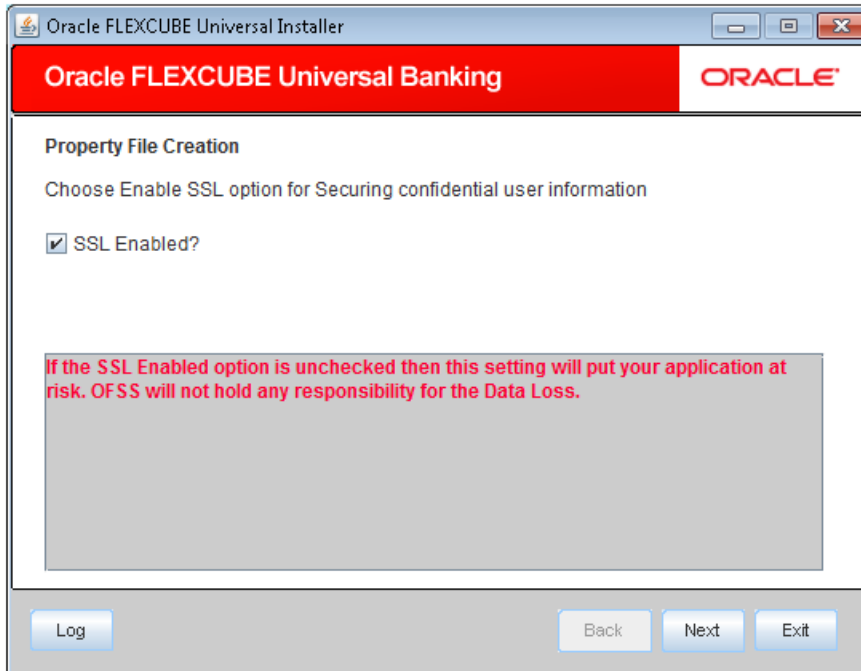 Oracle FLEXCUBE Universal Installer
Oracle FLEXCUBE Universal Banking
ORACLE
Property File Creation
Choose Enable SSL option for Securing confidential user information
SSL Enabled?
If the SSL Enabled option is unchecked then this setting will put your application at
risk. OFSS will not hold any responsibility for the Data Loss.
Log
Back
Next
Exit